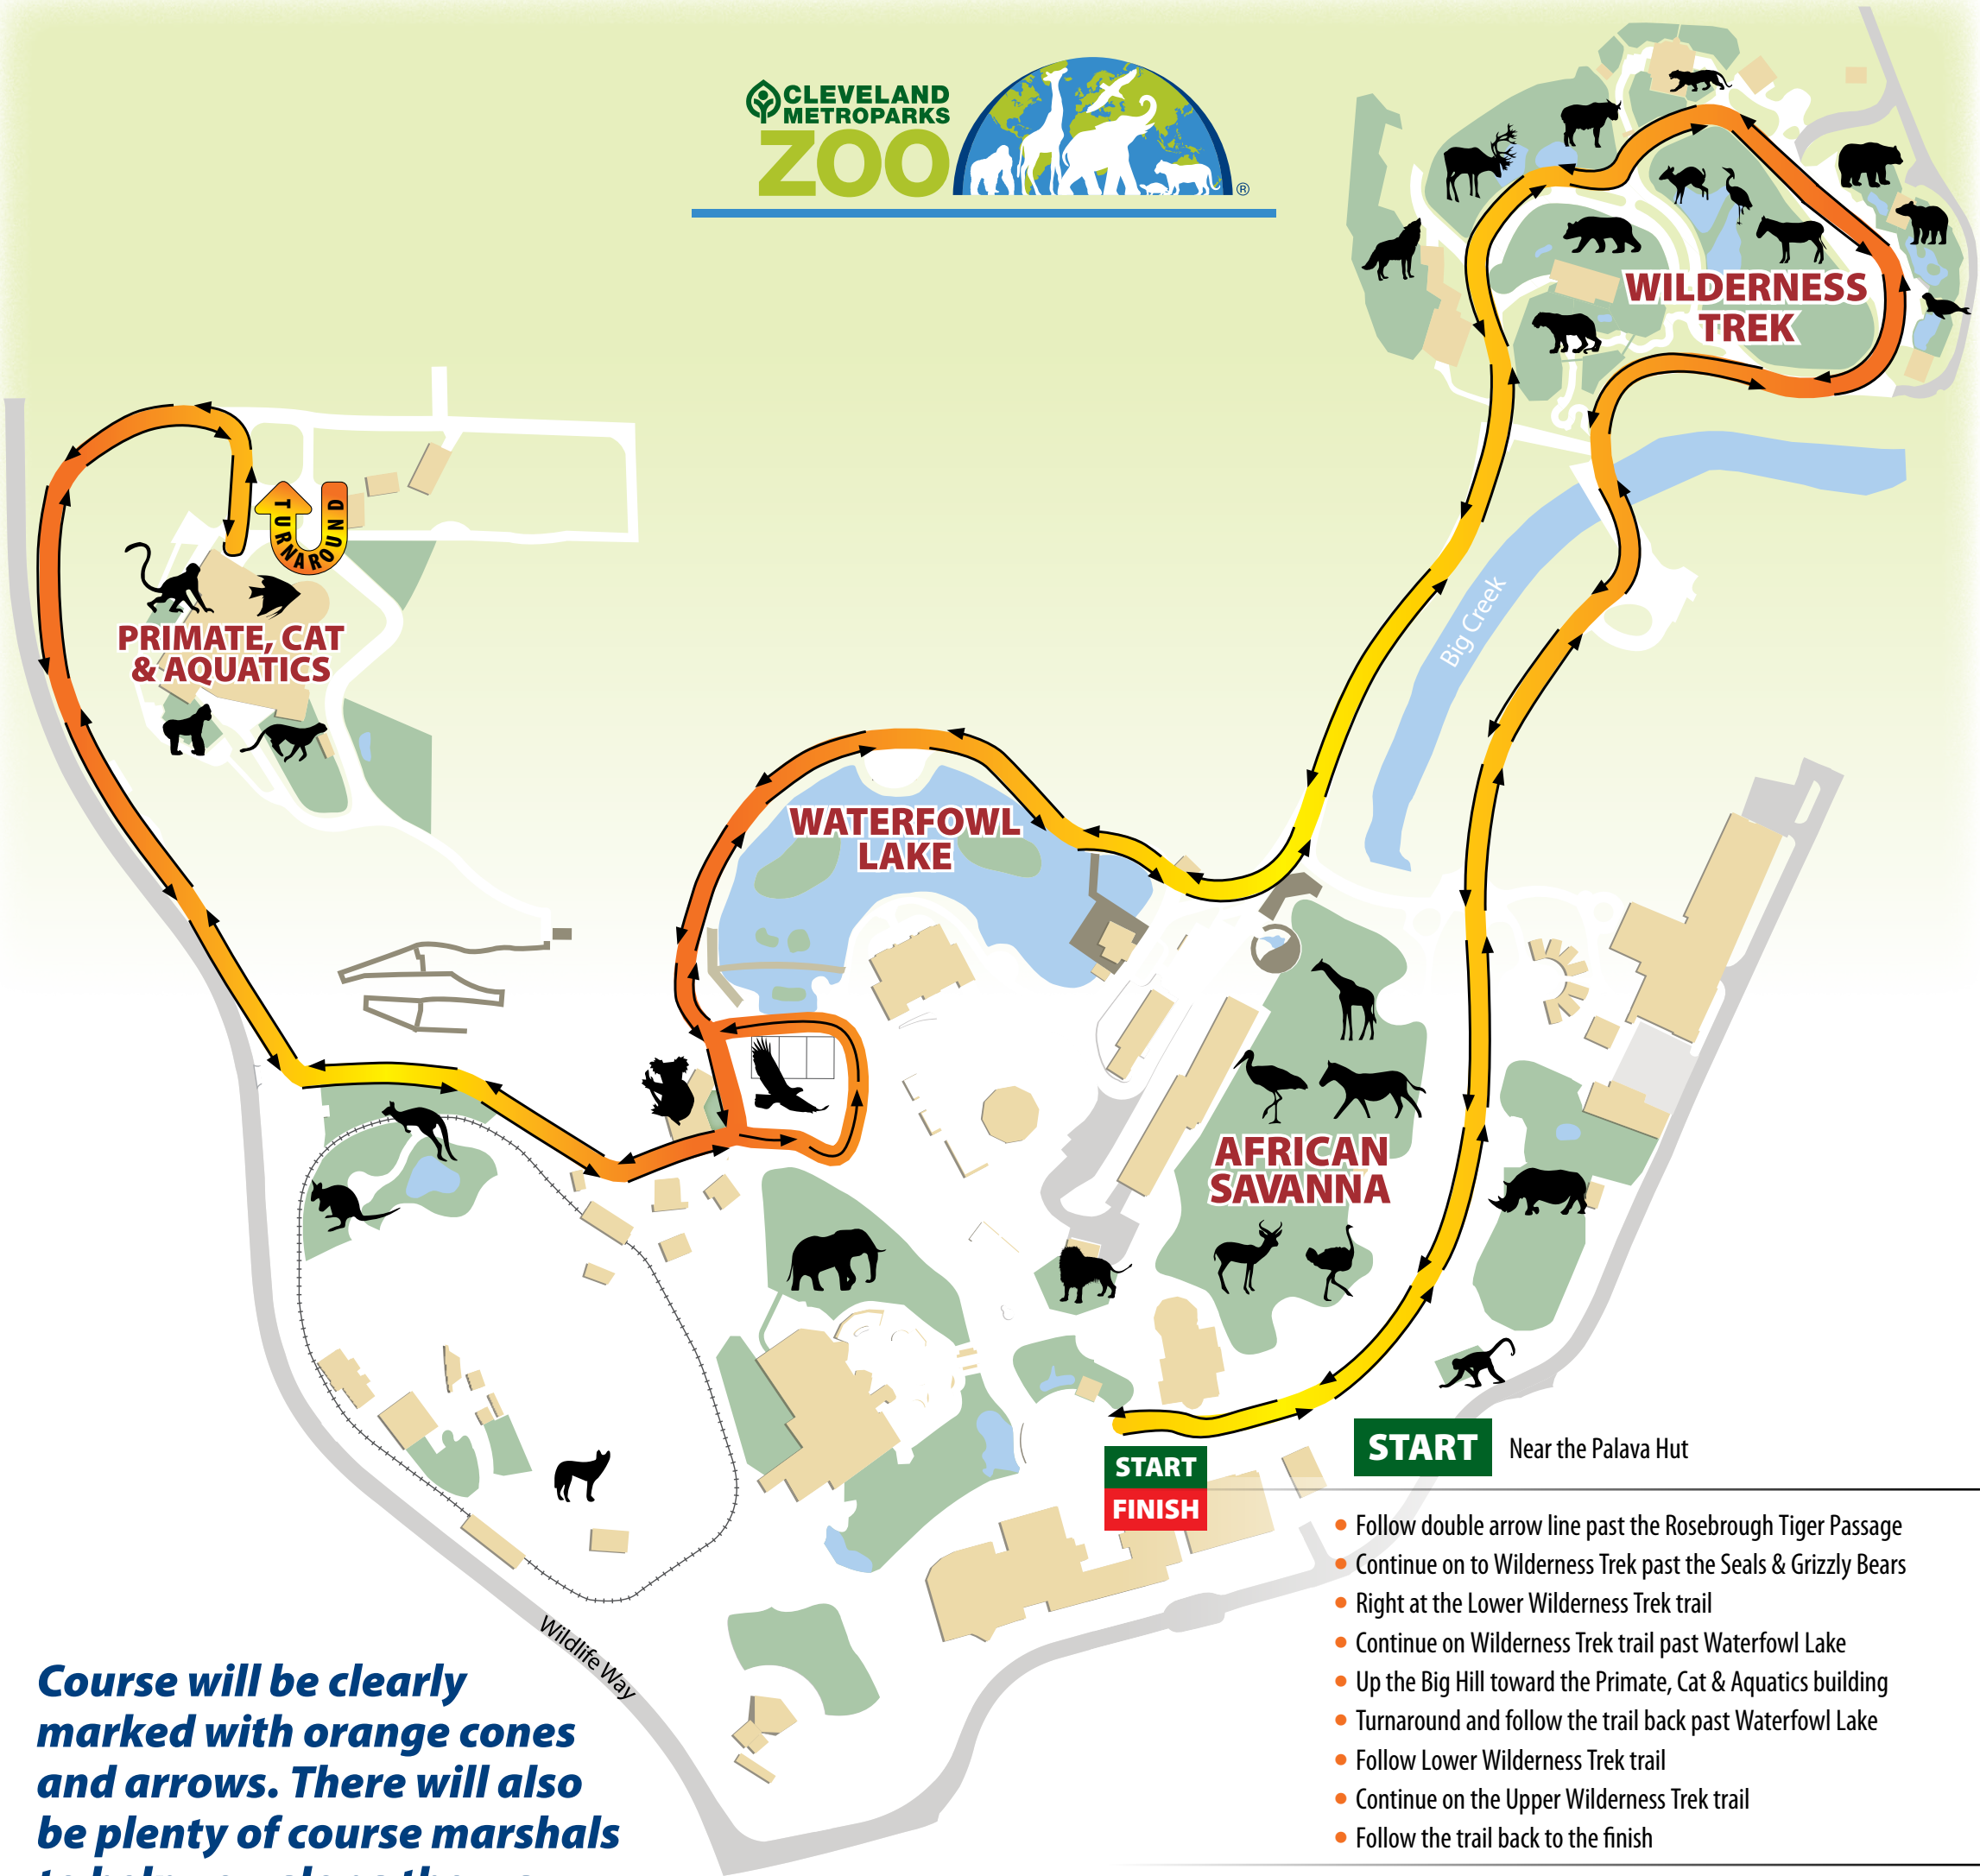 CLEVELAND
METROPARKS
ZOO
®
WILDERNESS
TREK
TURNAROUND
PRIMATE, CAT
& AQUATICS
Big Creek
WATERFOWL
LAKE
AFRICAN
SAVANNA
START
FINISH
START Near the Palava Hut
• Follow double arrow line past the Rosebrough Tiger Passage
• Continue on to Wilderness Trek past the Seals & Grizzly Bears
• Right at the Lower Wilderness Trek trail
• Continue on Wilderness Trek trail past Waterfowl Lake
• Up the Big Hill toward the Primate, Cat & Aquatics building
• Turnaround and follow the trail back past Waterfowl Lake
• Follow Lower Wilderness Trek trail
• Continue on the Upper Wilderness Trek trail
• Follow the trail back to the finish
Wildlife Way
Course will be clearly
marked with orange cones
and arrows. There will also
be plenty of course marshals